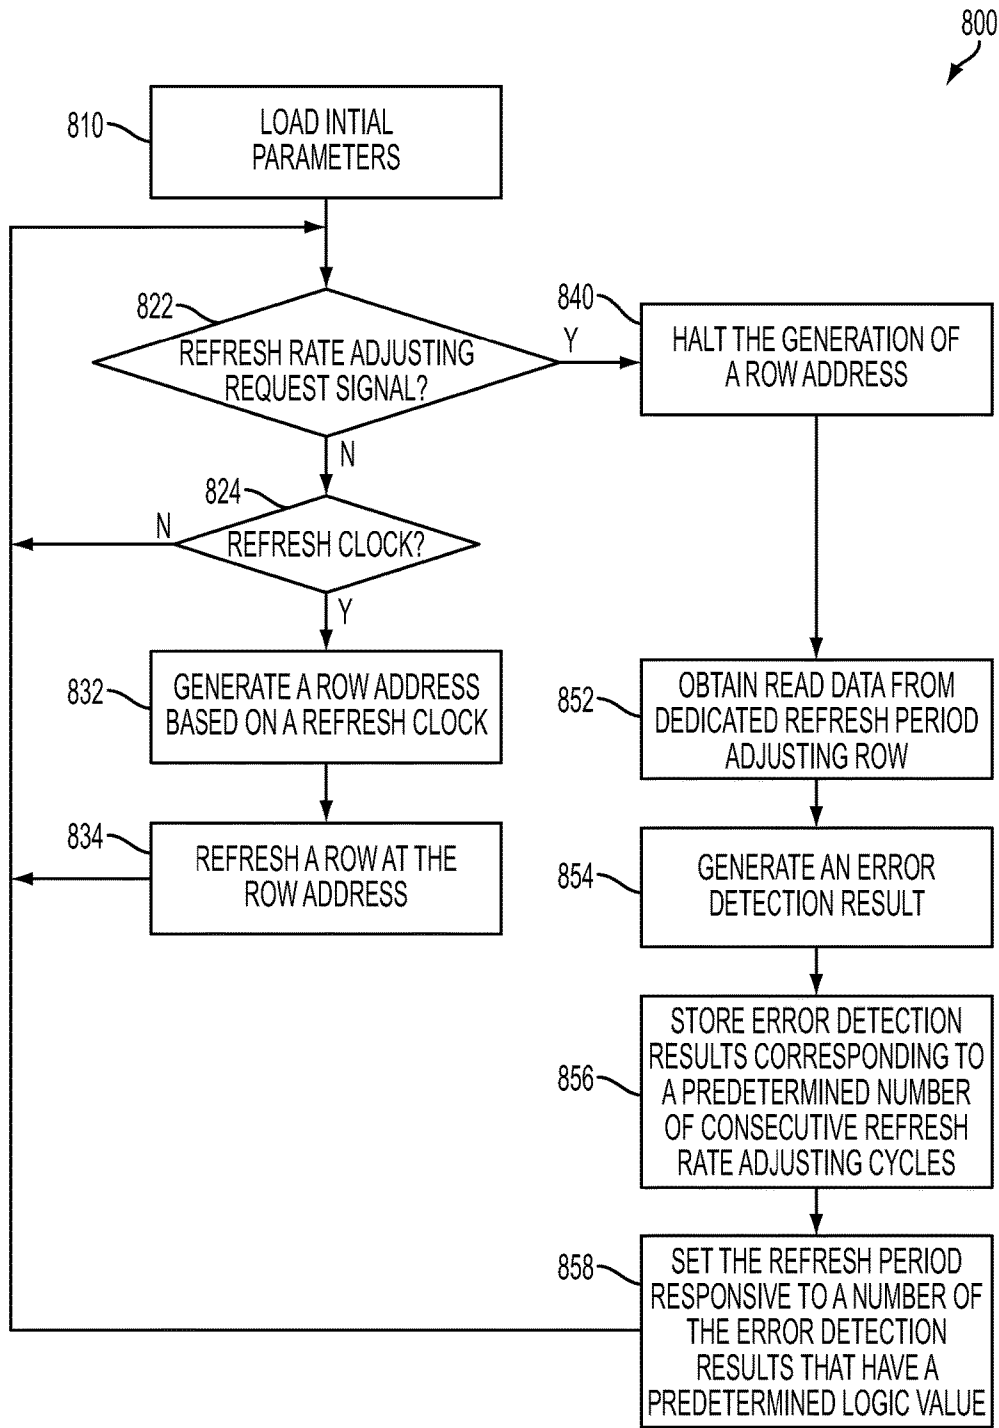 800
810
LOAD INTIAL
PARAMETERS
822
REFRESH RATE ADJUSTING
REQUEST SIGNAL?
Y
N
840
HALT THE GENERATION OF
A ROW ADDRESS
824
REFRESH CLOCK?
N
Y
832
GENERATE A ROW ADDRESS
BASED ON A REFRESH CLOCK
834
REFRESH A ROW AT THE
ROW ADDRESS
852
OBTAIN READ DATA FROM
DEDICATED REFRESH PERIOD
ADJUSTING ROW
854
GENERATE AN ERROR
DETECTION RESULT
856
STORE ERROR DETECTION
RESULTS CORRESPONDING TO
A PREDETERMINED NUMBER
OF CONSECUTIVE REFRESH
RATE ADJUSTING CYCLES
858
SET THE REFRESH PERIOD
RESPONSIVE TO A NUMBER OF
THE ERROR DETECTION
RESULTS THAT HAVE A
PREDETERMINED LOGIC VALUE